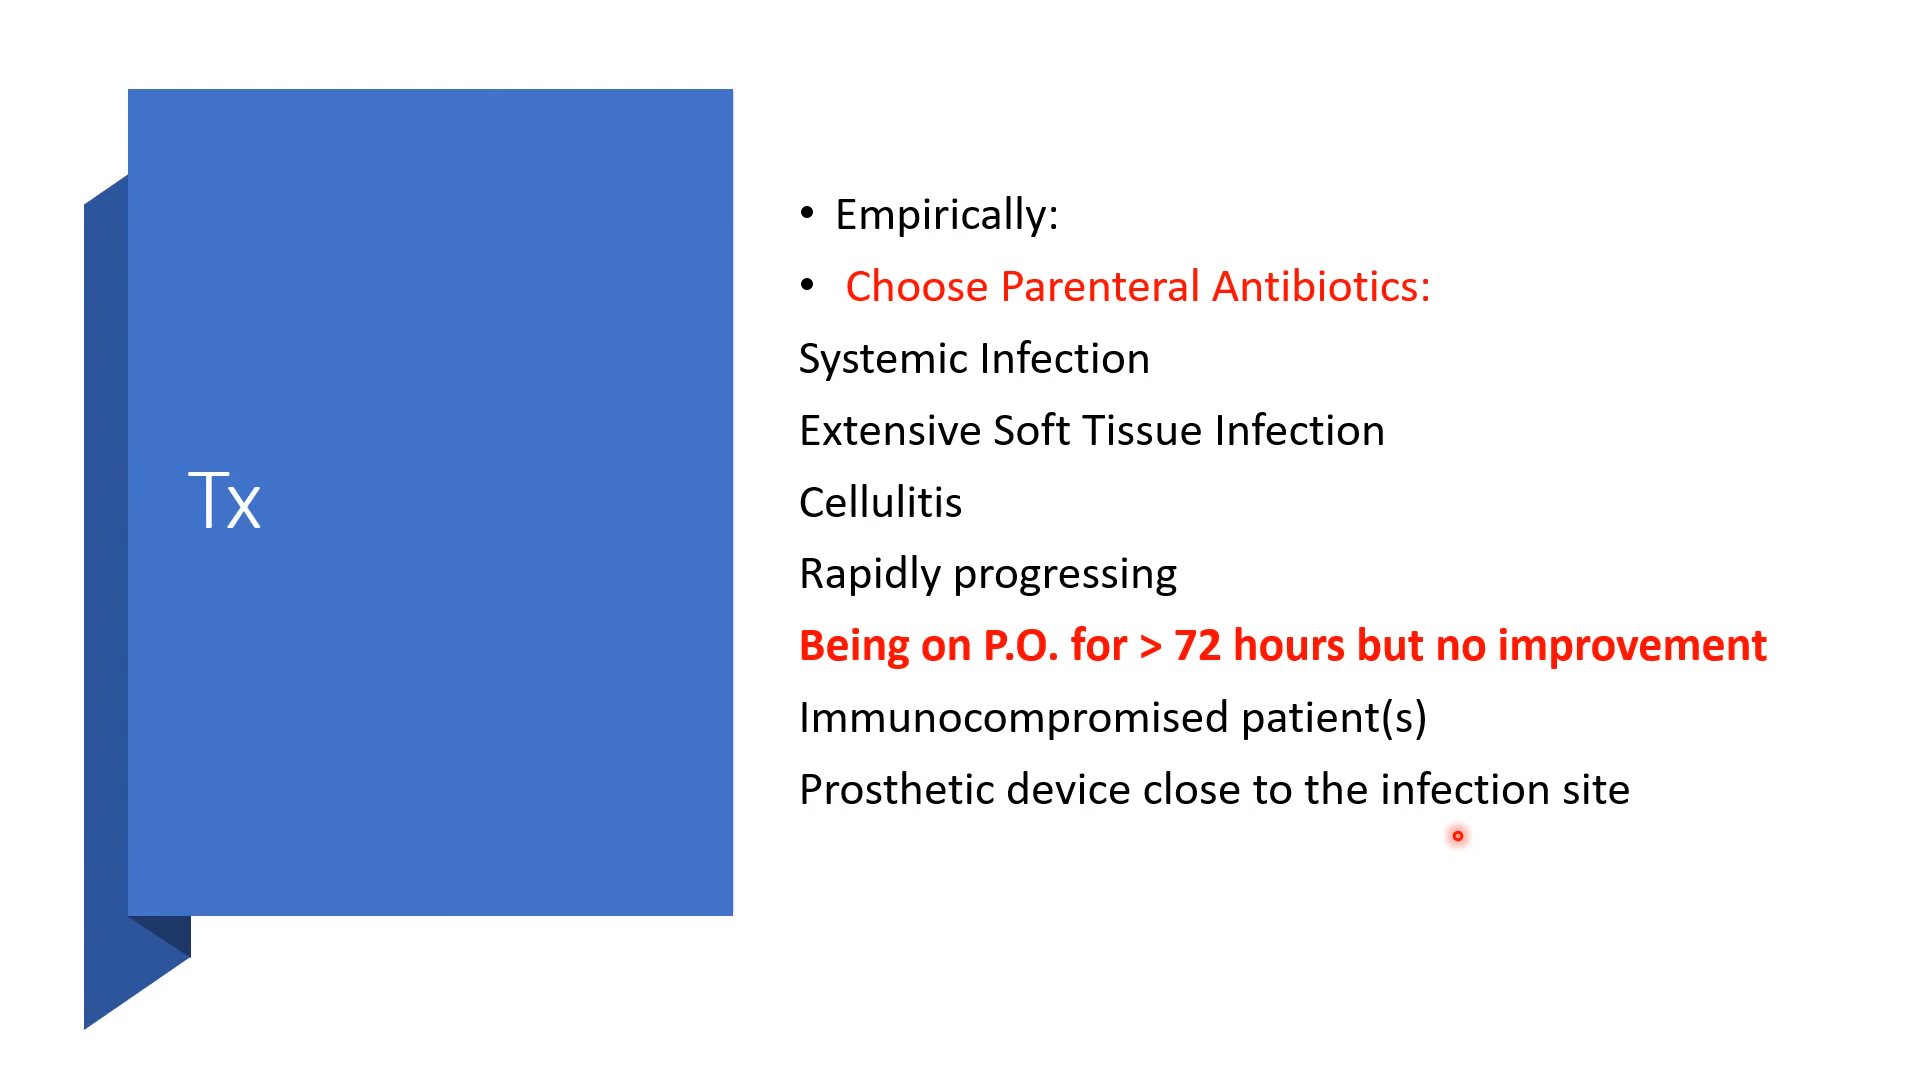 Tx
• Empirically:
• Choose Parenteral Antibiotics:
Systemic Infection
Extensive Soft Tissue Infection
Cellulitis
Rapidly progressing
Being on P.O. for > 72 hours but no improvement
Immunocompromised patient(s)
Prosthetic device close to the infection site